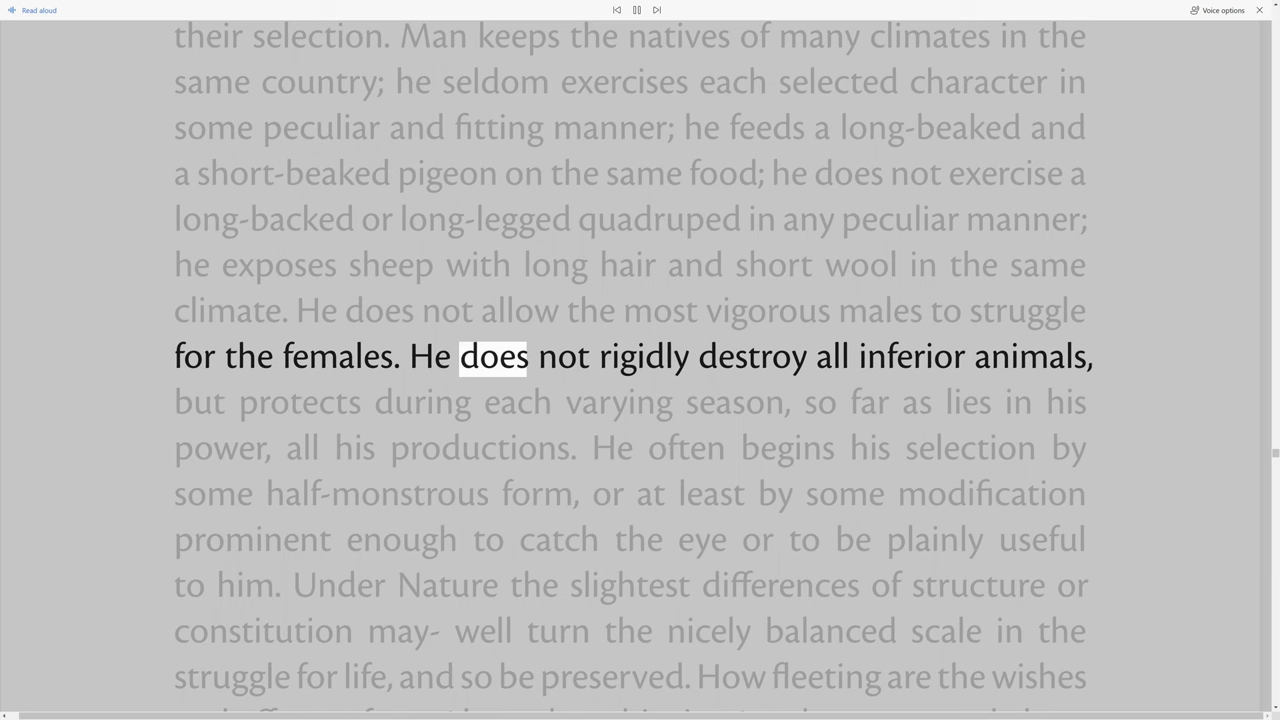 Read aloud
Voice options
their selection. Man keeps the natives of many climates in the
same country; he seldom exercises each selected character in
some peculiar and fitting manner; he feeds a long-beaked and
a short-beaked pigeon on the same food; he does not exercise a
long-backed or long-legged quadruped in any peculiar manner;
he exposes sheep with long hair and short wool in the same
climate. He does not allow the most vigorous males to struggle
for the females. He does not rigidly destroy all inferior animals,
but protects during each varying season, so far as lies in his
power, all his productions. He often begins his selection by
some half-monstrous form, or at least by some modification
prominent enough to catch the eye or to be plainly useful
to him. Under Nature the slightest differences of structure or
constitution may- well turn the nicely balanced scale in the
struggle for life, and so be preserved. How fleeting are the wishes